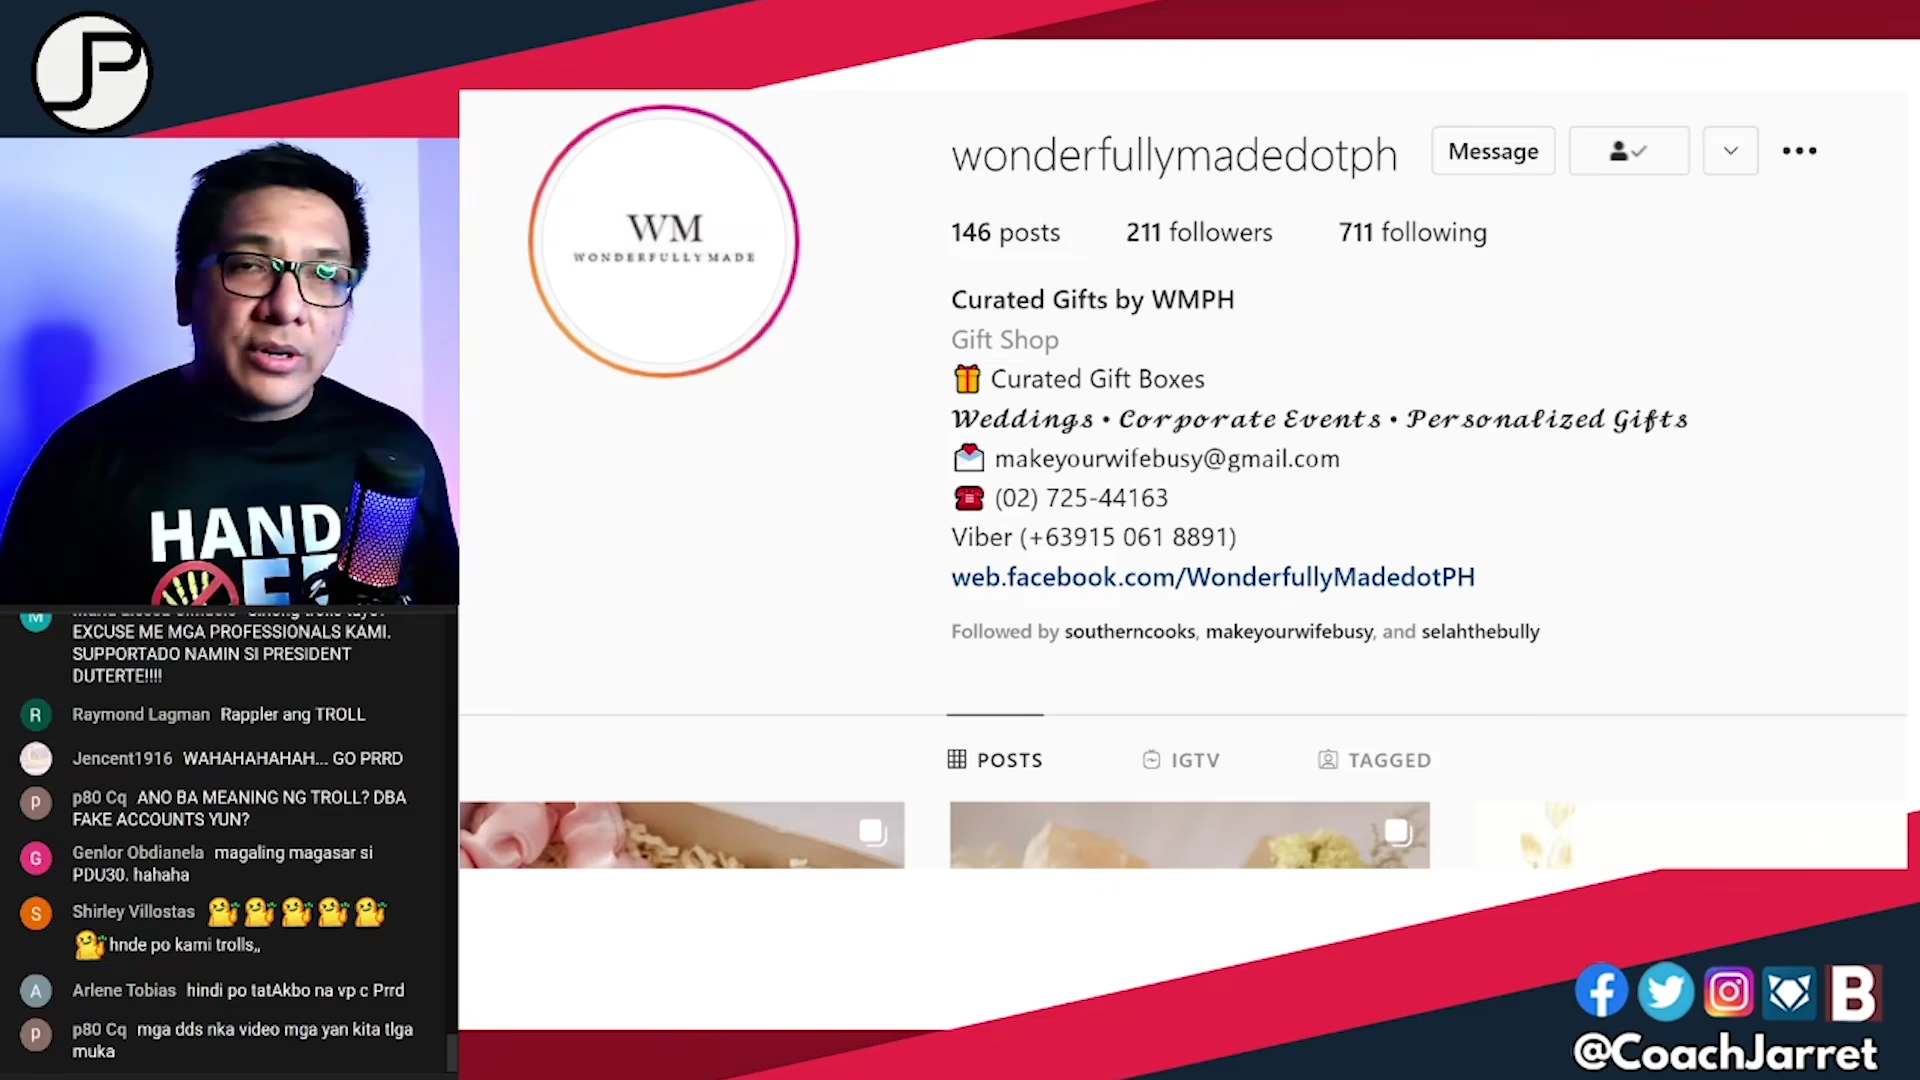 JP
wonderfullymadedotph
Message
146 posts 211 followers 711 following
WM
WONDERFULLY MADE
Curated Gifts by WMPH
Gift Shop
Curated Gift Boxes
Weddings • Corporate Events • Personalized Gifts
makeyourwifebusy@gmail.com
(02) 725-44163
Viber (+63915 061 8891)
web.facebook.com/WonderfullyMadedotPH
Followed by southerncooks, makeyourwifebusy, and selahthebully
POSTS IGTV TAGGED
HAND
M
EXCUSE ME MGA PROFESSIONALS KAMI.
SUPPORTADO NAMIN SI PRESIDENT
DUTERTE!!!!
R Raymond Lagman Rappler ang TROLL
Jencent1916 WAHAHAHAHAH... GO PRRD
P p80 Cq ANO BA MEANING NG TROLL? DBA
FAKE ACCOUNTS YUN?
G Genlor Obdianela magaling magasar si
PDU30. hahaha
S Shirley Villostas
hnde po kami trolls,,
A Arlene Tobias hindi po tatAkbo na vp c Prrd
P p80 Cq mga dds nka video mga yan kita tlga
muka
B
@CoachJarret